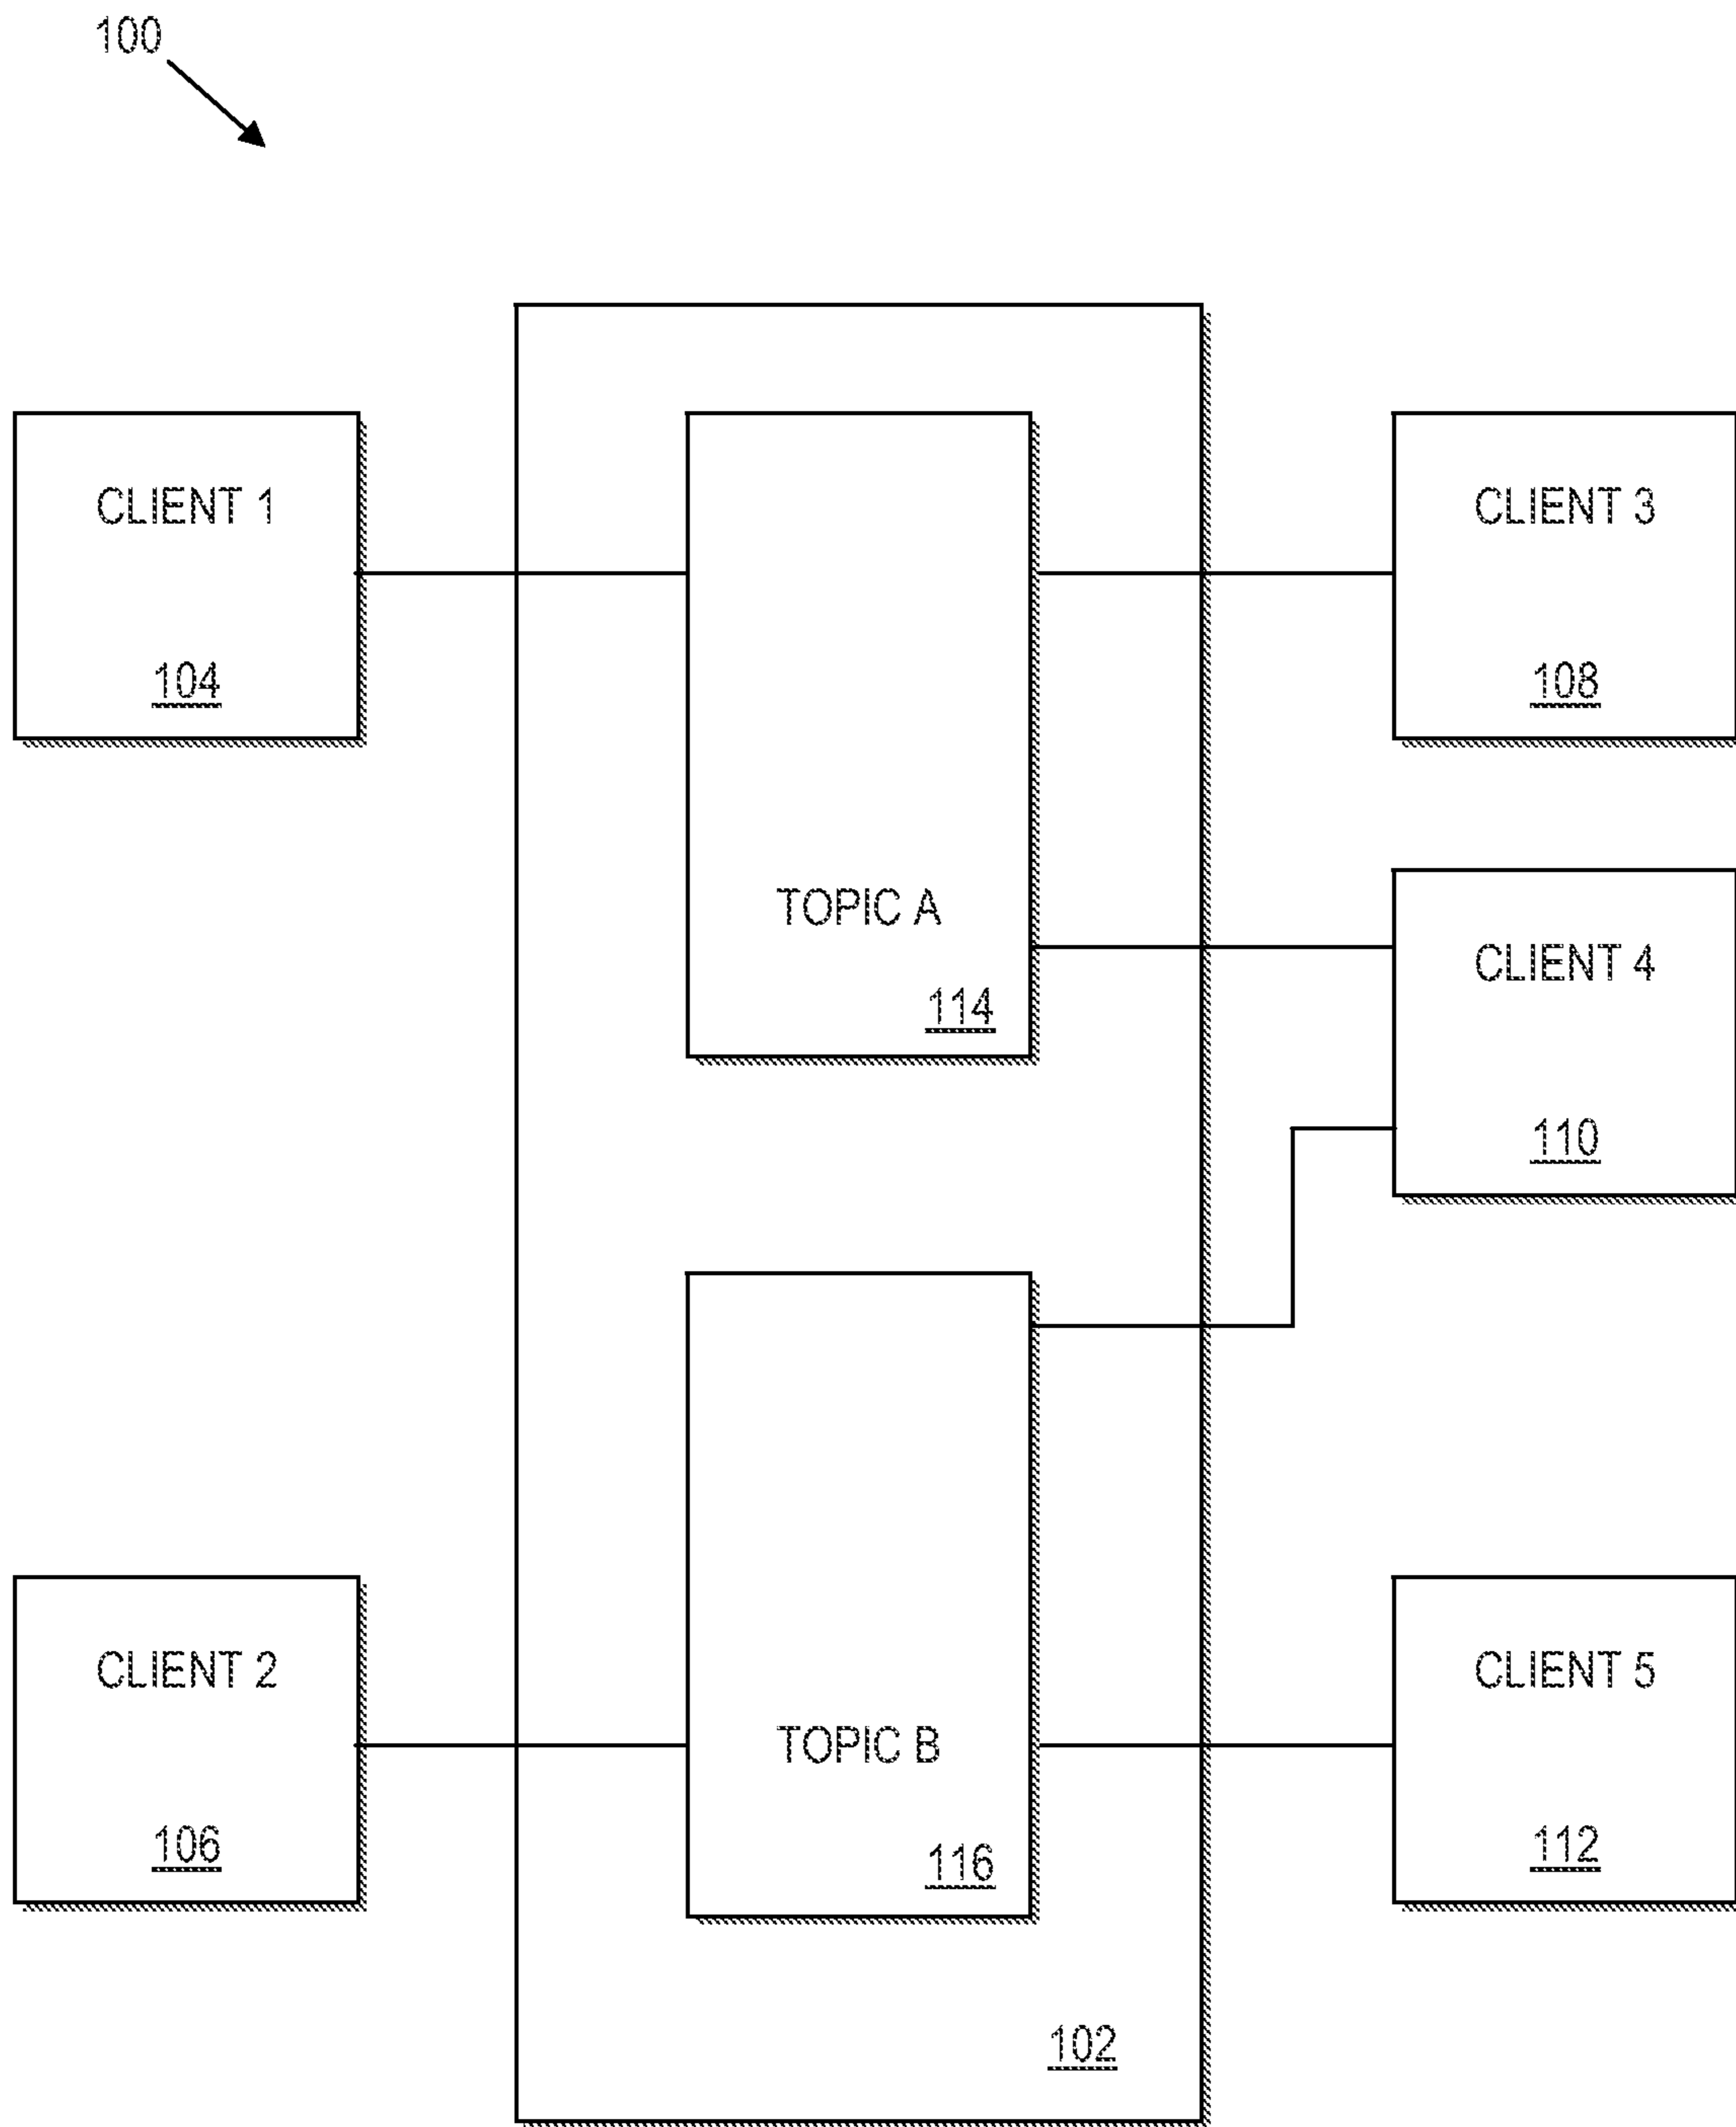 100
CLIENT 1
104
CLIENT 3
108
TOPIC A
114
CLIENT 4
110
CLIENT 2
106
TOPIC B
116
CLIENT 5
112
102